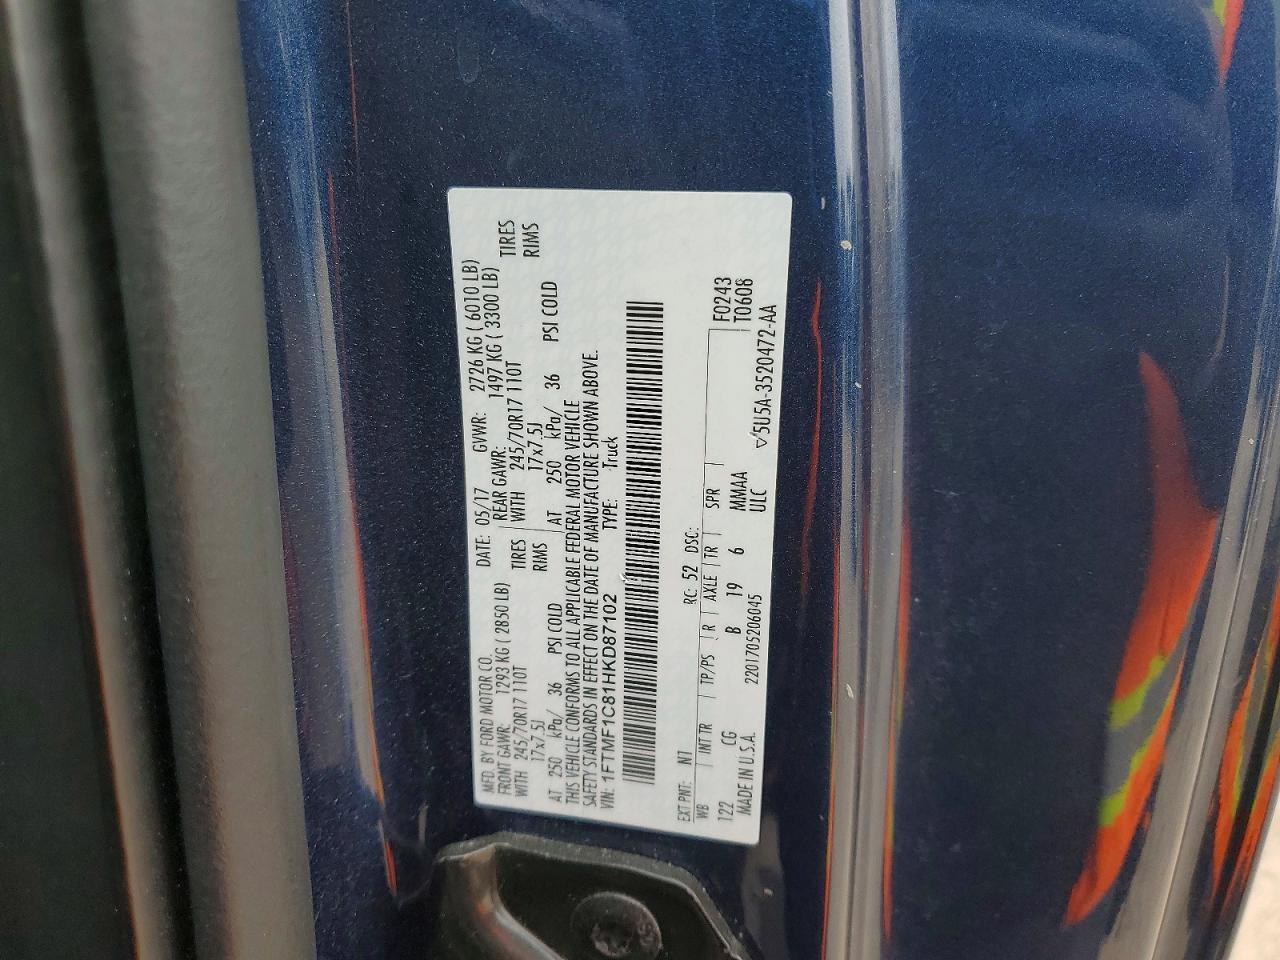 MFD. BY FORD MOTOR CO.
DATE: 05/17 GVWR: 2726 KG ( 6010 LB)
FRONT GAWR: 1293 KG ( 2850 LB) REAR GAWR: 1497 KG ( 3300 LB)
WITH 245/70R17 110T TIRES WITH 245/70R17 110T TIRES
17x7.5J RIMS 17x7.5J RIMS
AT 250 kPa/ 36 PSI COLD AT 250 kPa/ 36 PSI COLD
THIS VEHICLE CONFORMS TO ALL APPLICABLE FEDERAL MOTOR VEHICLE
SAFETY STANDARDS IN EFFECT ON THE DATE OF MANUFACTURE SHOWN ABOVE.
VIN: 1FTMF1C81HKD87102 TYPE: Truck
EXT PNT: N1 RC: 52 DSC:
WB INT TR TP/PS R AXLE TR SPR F0243
122 CG B 19 6 MMAA T0608
MADE IN U.S.A. 2201705206045 ULC 5U5A-3520472-AA